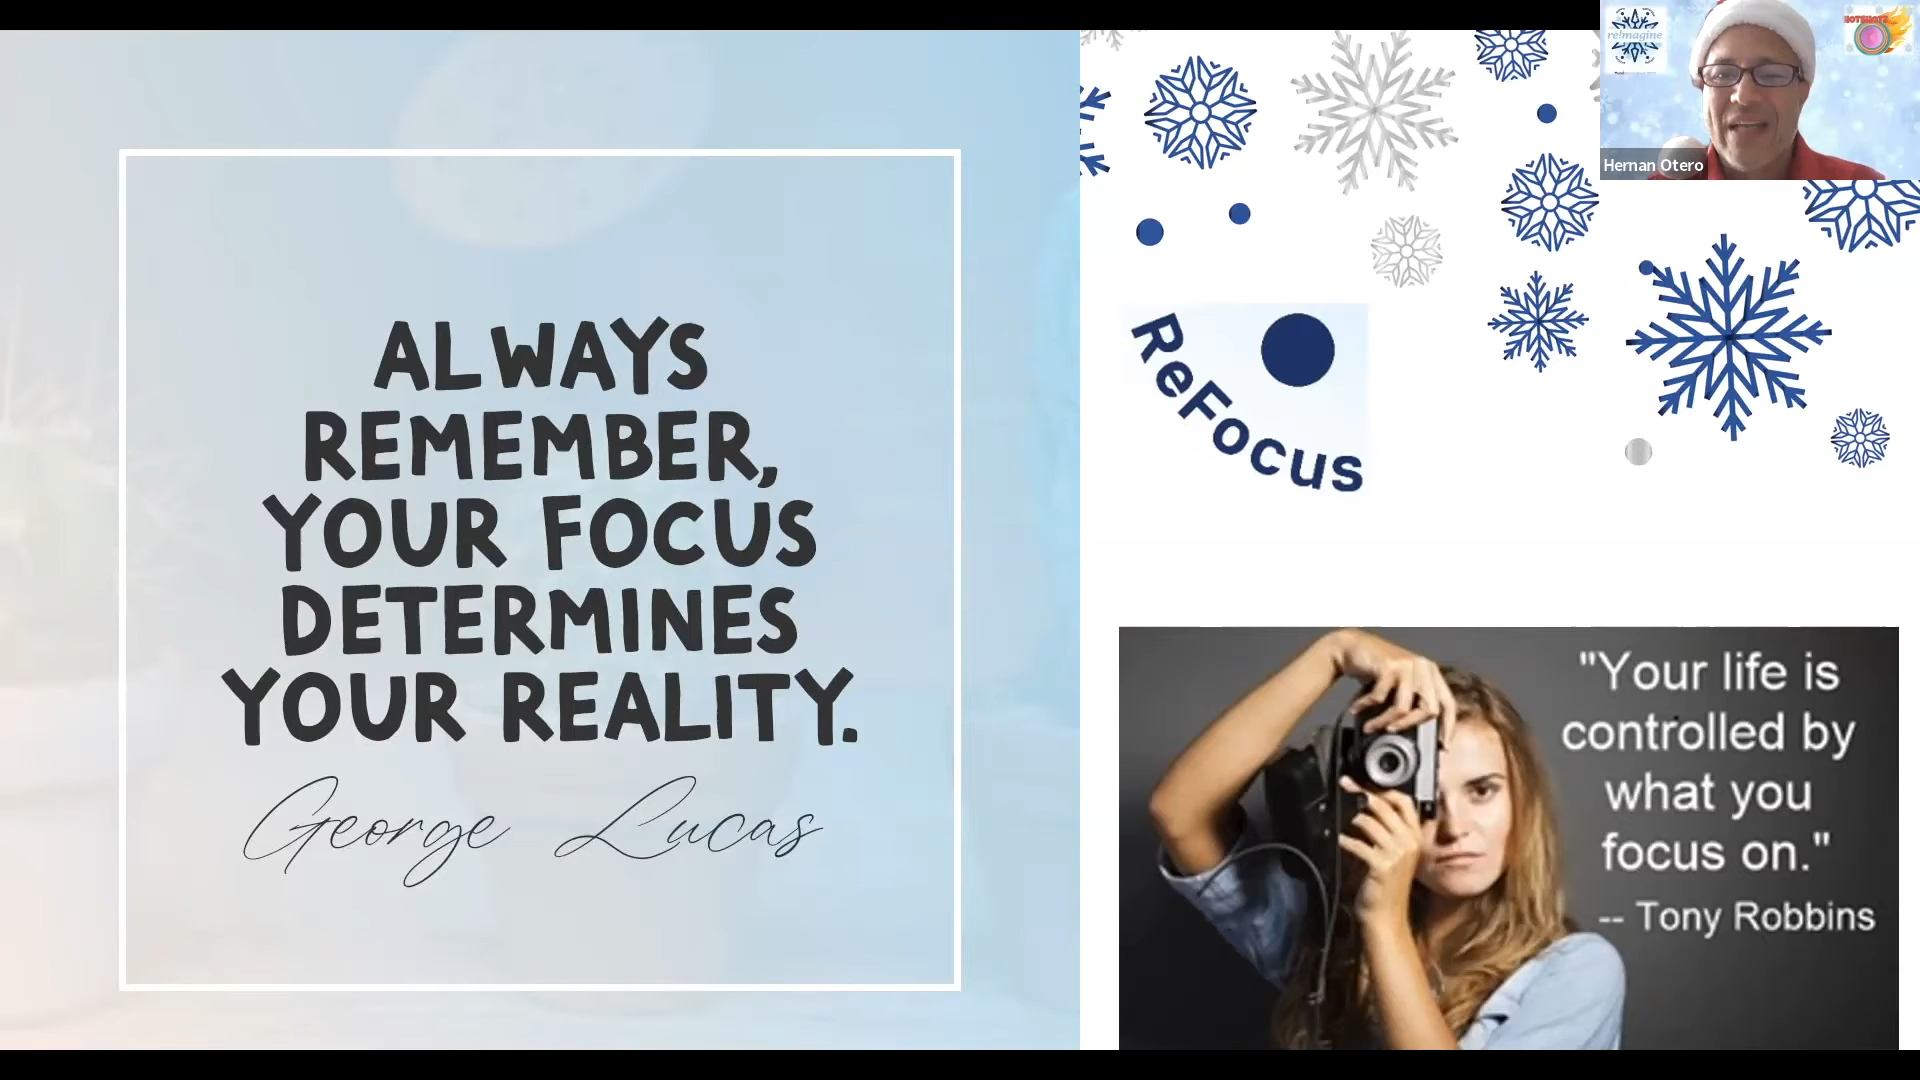 ALWAYS
REMEMBER,
YOUR FOCUS
DETERMINES
YOUR REALITY.
George Lucas
re!magine
HOTSHOTZ
Hernan Otero
ReFocus
"Your life is
controlled by
what you
focus on."
-- Tony Robbins